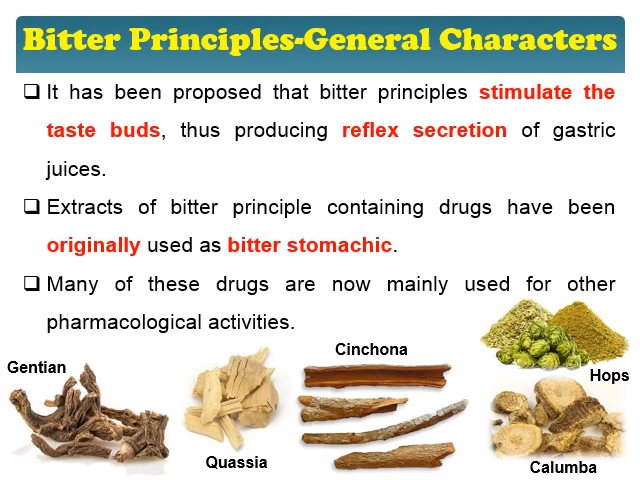 Bitter Principles-General Characters
❑ It has been proposed that bitter principles stimulate the
taste buds, thus producing reflex secretion of gastric
juices.
❑ Extracts of bitter principle containing drugs have been
originally used as bitter stomachic.
❑ Many of these drugs are now mainly used for other
pharmacological activities.
Cinchona
Gentian
Hops
Quassia
Calumba